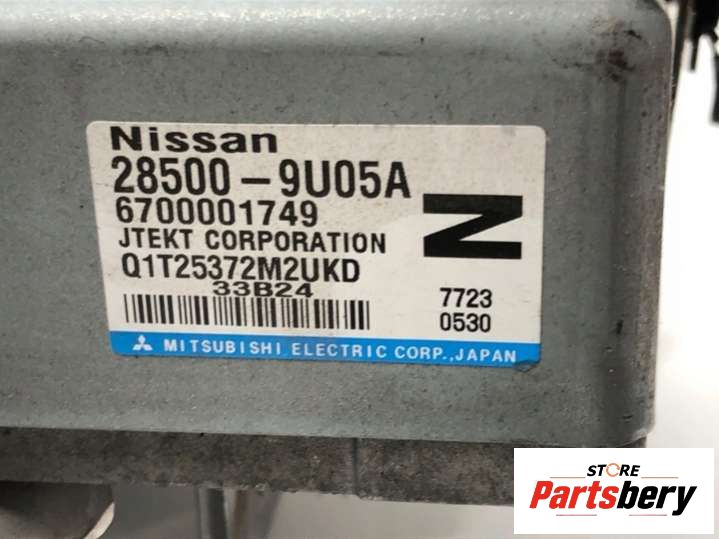 Nissan
28500-9U05A
6700001749
JTEKT CORPORATION
Q1T25372M2UKD
33B24
N
7723
0530
MITSUBISHI ELECTRIC CORP., JAPAN
STORE
Partsbery